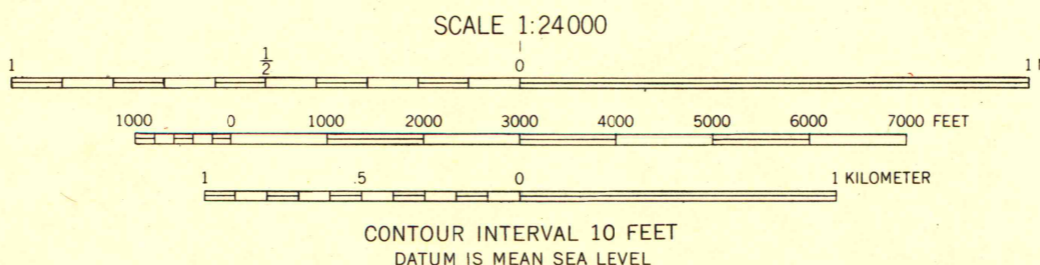 SCALE 1:24000
1 ½ 0 1
1000 0 1000 2000 3000 4000 5000 6000 7000 FEET
1 .5 0 1 KILOMETER
CONTOUR INTERVAL 10 FEET
DATUM IS MEAN SEA LEVEL